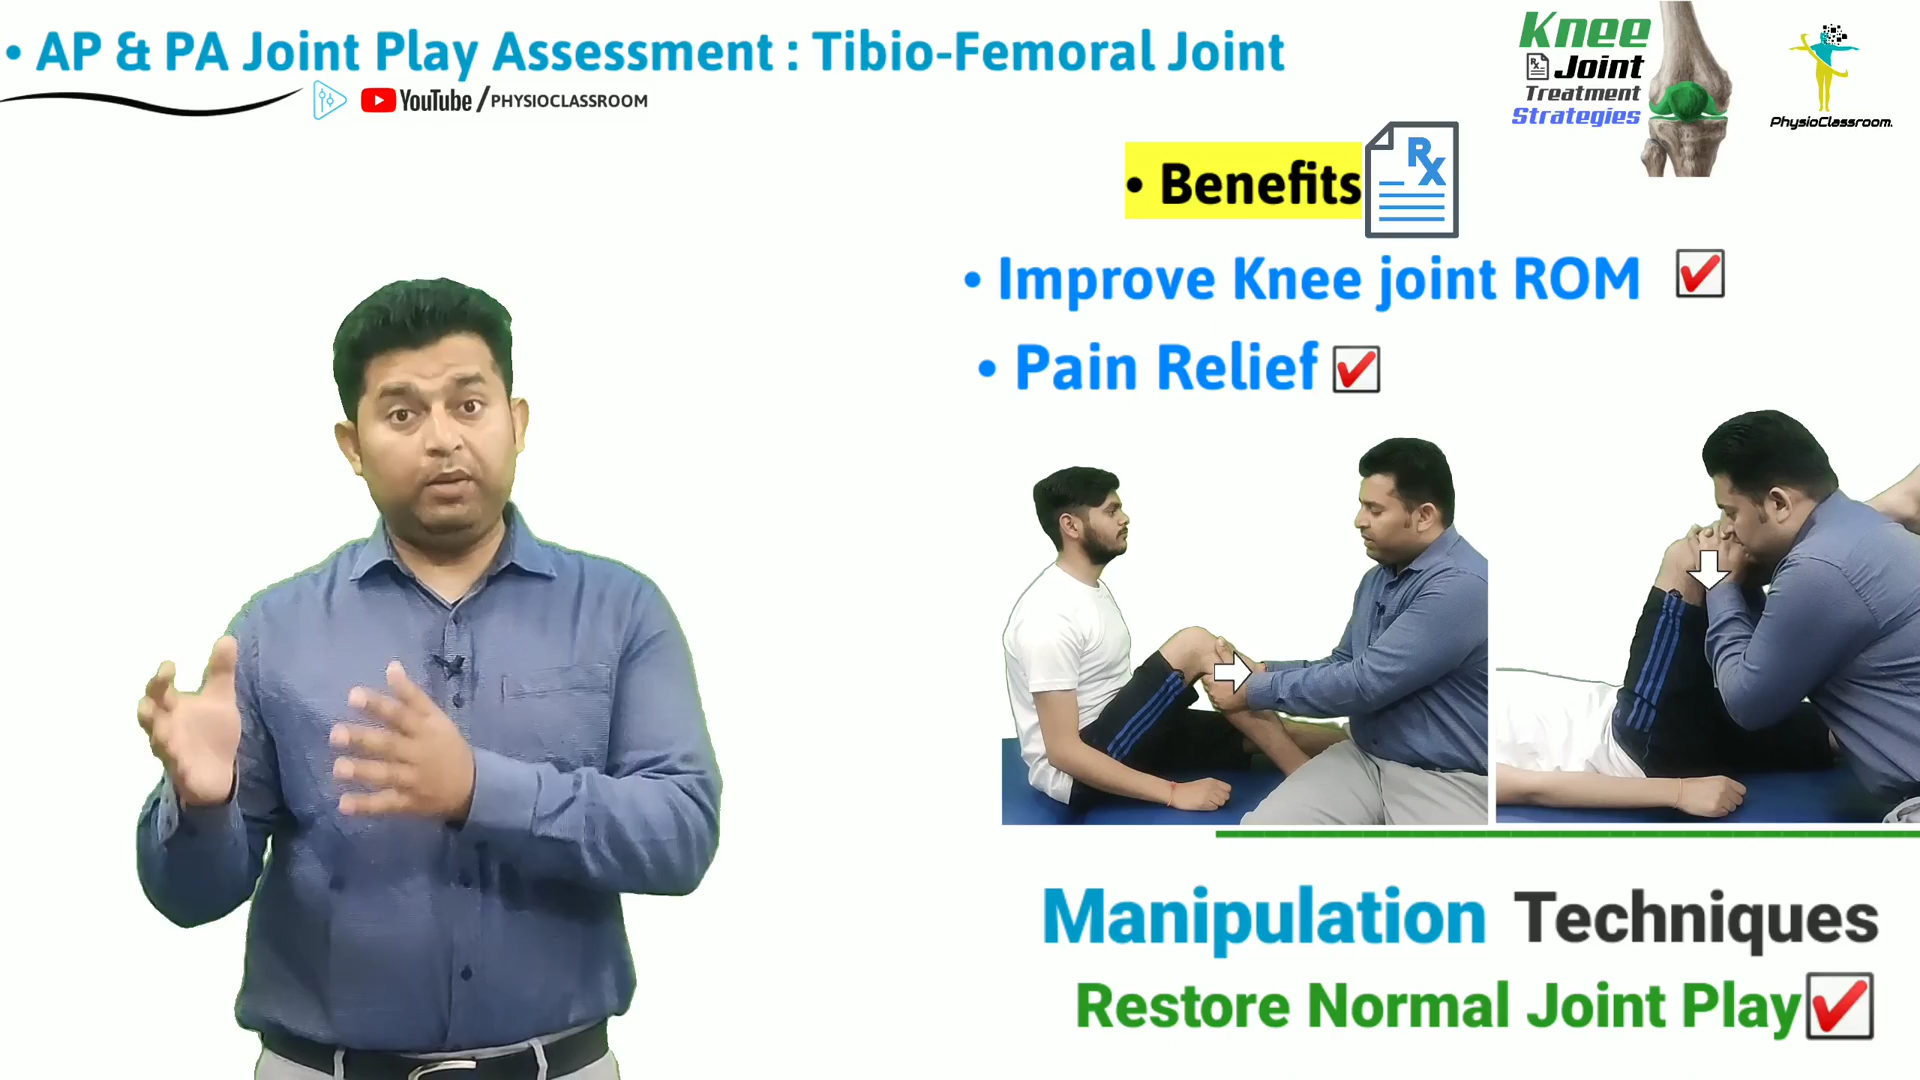 • AP & PA Joint Play Assessment : Tibio-Femoral Joint
YouTube /PHYSIOCLASSROOM
Knee
Rx Joint
Treatment
Strategies
PhysioClassroom.
• Benefits
Rx
• Improve Knee joint ROM
• Pain Relief
Manipulation Techniques
Restore Normal Joint Play